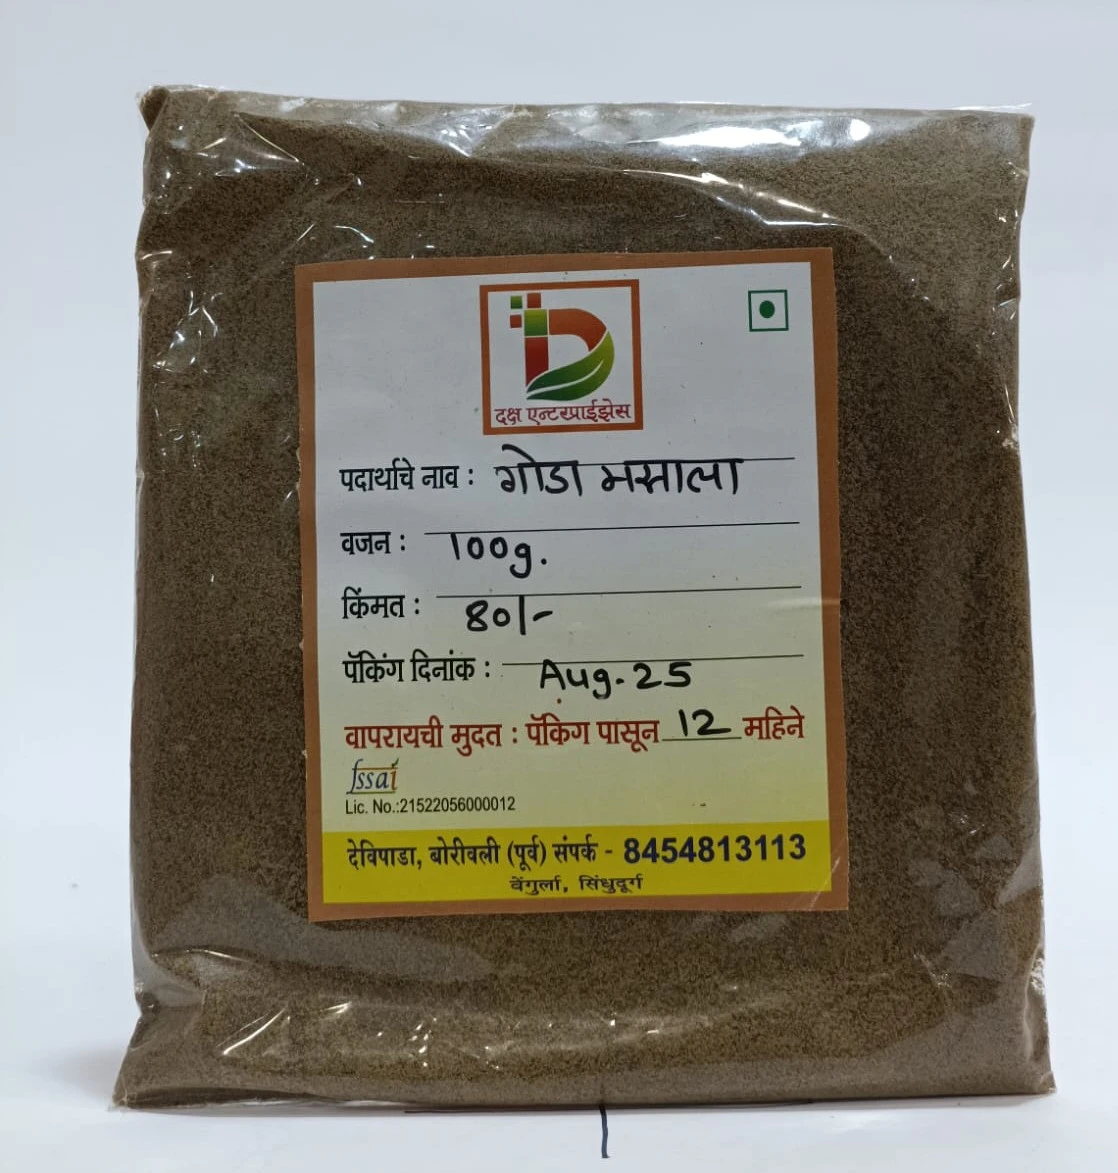 दक्ष एन्टरप्राईझेस
पदार्थाचे नाव : गोडा मसाला
वजन : 100g.
किंमत : 80/-
पॅकिंग दिनांक : Aug. 25
वापरायची मुदत : पॅकिंग पासून 12 महिने
fssai
Lic. No.:21522056000012
देविपाडा, बोरीवली (पूर्व) संपर्क - 8454813113
वेंगुर्ला, सिंधुदूर्ग